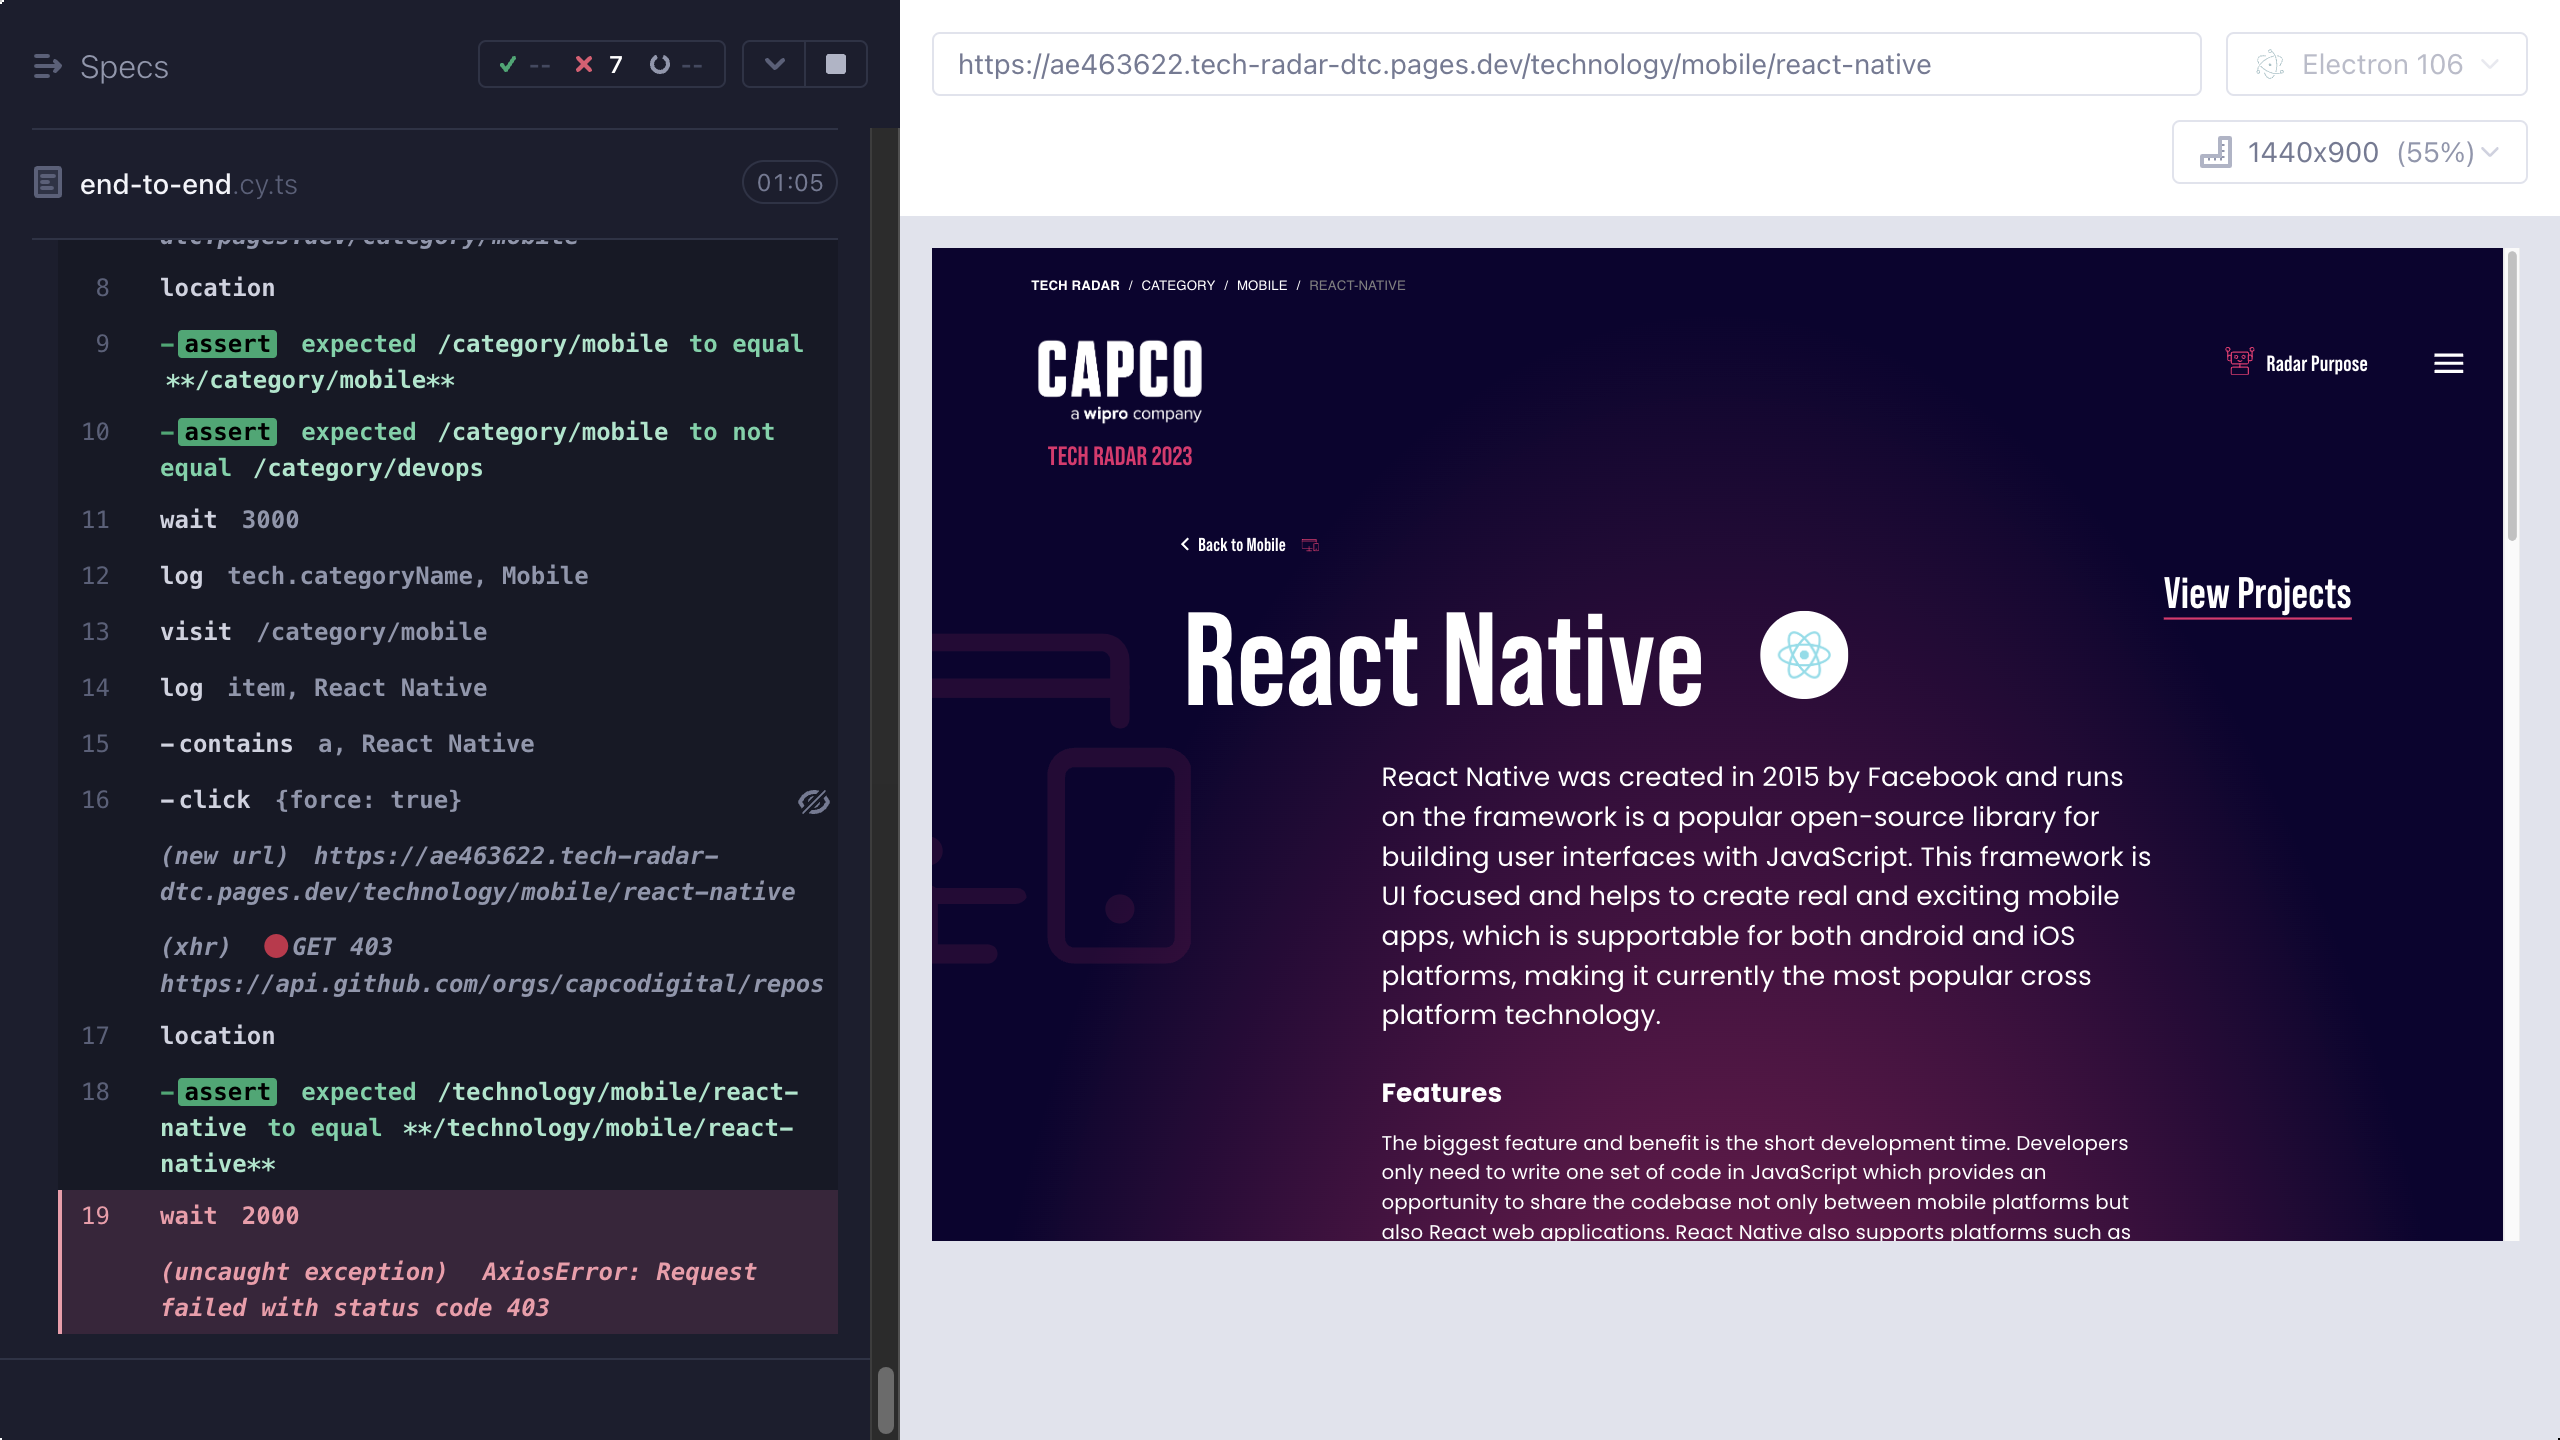 Specs
-- 7 --
end-to-end.cy.ts
01:05
dtc.pages.dev/category/mobile
8 location
9 -assert expected /category/mobile to equal
**/category/mobile**
10 -assert expected /category/mobile to not
equal /category/devops
11 wait 3000
12 log tech.categoryName, Mobile
13 visit /category/mobile
14 log item, React Native
15 -contains a, React Native
16 -click {force: true}
(new url) https://ae463622.tech-radar-
dtc.pages.dev/technology/mobile/react-native
(xhr) GET 403
https://api.github.com/orgs/capcodigital/repos
17 location
18 -assert expected /technology/mobile/react-
native to equal **/technology/mobile/react-
native**
19 wait 2000
(uncaught exception) AxiosError: Request
failed with status code 403
https://ae463622.tech-radar-dtc.pages.dev/technology/mobile/react-native
Electron 106
1440x900 (55%)
TECH RADAR / CATEGORY / MOBILE / REACT-NATIVE
CAPCO
a wipro company
TECH RADAR 2023
Radar Purpose
Back to Mobile
View Projects
React Native
React Native was created in 2015 by Facebook and runs
on the framework is a popular open-source library for
building user interfaces with JavaScript. This framework is
UI focused and helps to create real and exciting mobile
apps, which is supportable for both android and iOS
platforms, making it currently the most popular cross
platform technology.
Features
The biggest feature and benefit is the short development time. Developers
only need to write one set of code in JavaScript which provides an
opportunity to share the codebase not only between mobile platforms but
also React web applications. React Native also supports platforms such as